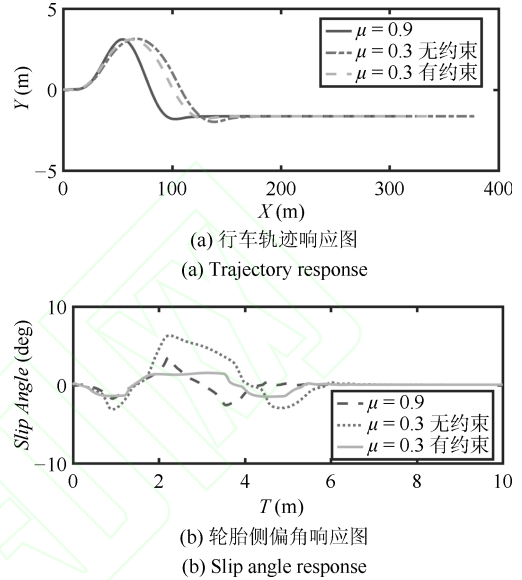 5
0
−5
Y (m)
μ = 0.9
μ = 0.3 无约束
μ = 0.3 有约束
0 100 200 300 400
X (m)
(a) 行车轨迹响应图
(a) Trajectory response
10
0
−10
Slip Angle (deg)
μ = 0.9
μ = 0.3 无约束
μ = 0.3 有约束
0 2 4 6 8 10
T (m)
(b) 轮胎侧偏角响应图
(b) Slip angle response